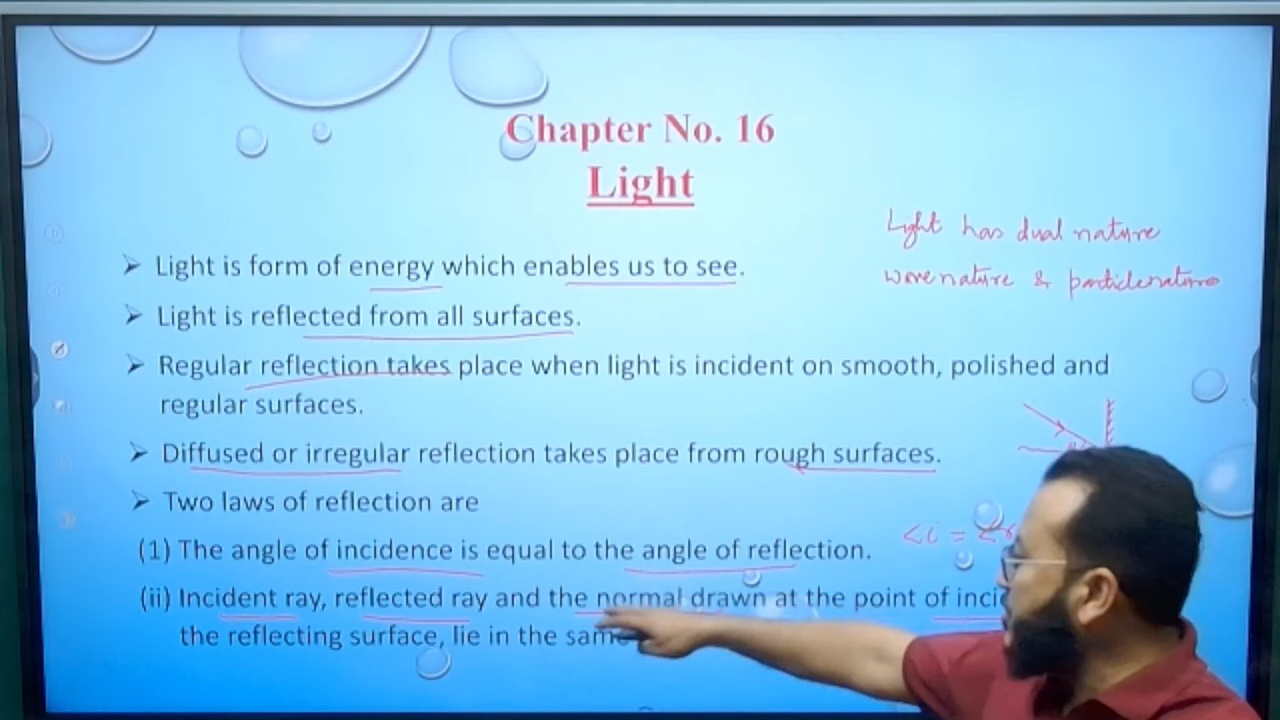 Chapter No. 16
Light
Light has dual nature
wave nature & particle nature
➤ Light is form of energy which enables us to see.
➤ Light is reflected from all surfaces.
➤ Regular reflection takes place when light is incident on smooth, polished and
regular surfaces.
➤ Diffused or irregular reflection takes place from rough surfaces.
➤ Two laws of reflection are
(1) The angle of incidence is equal to the angle of reflection.
<i = <r
(ii) Incident ray, reflected ray and the normal drawn at the point of
the reflecting surface, lie in the same